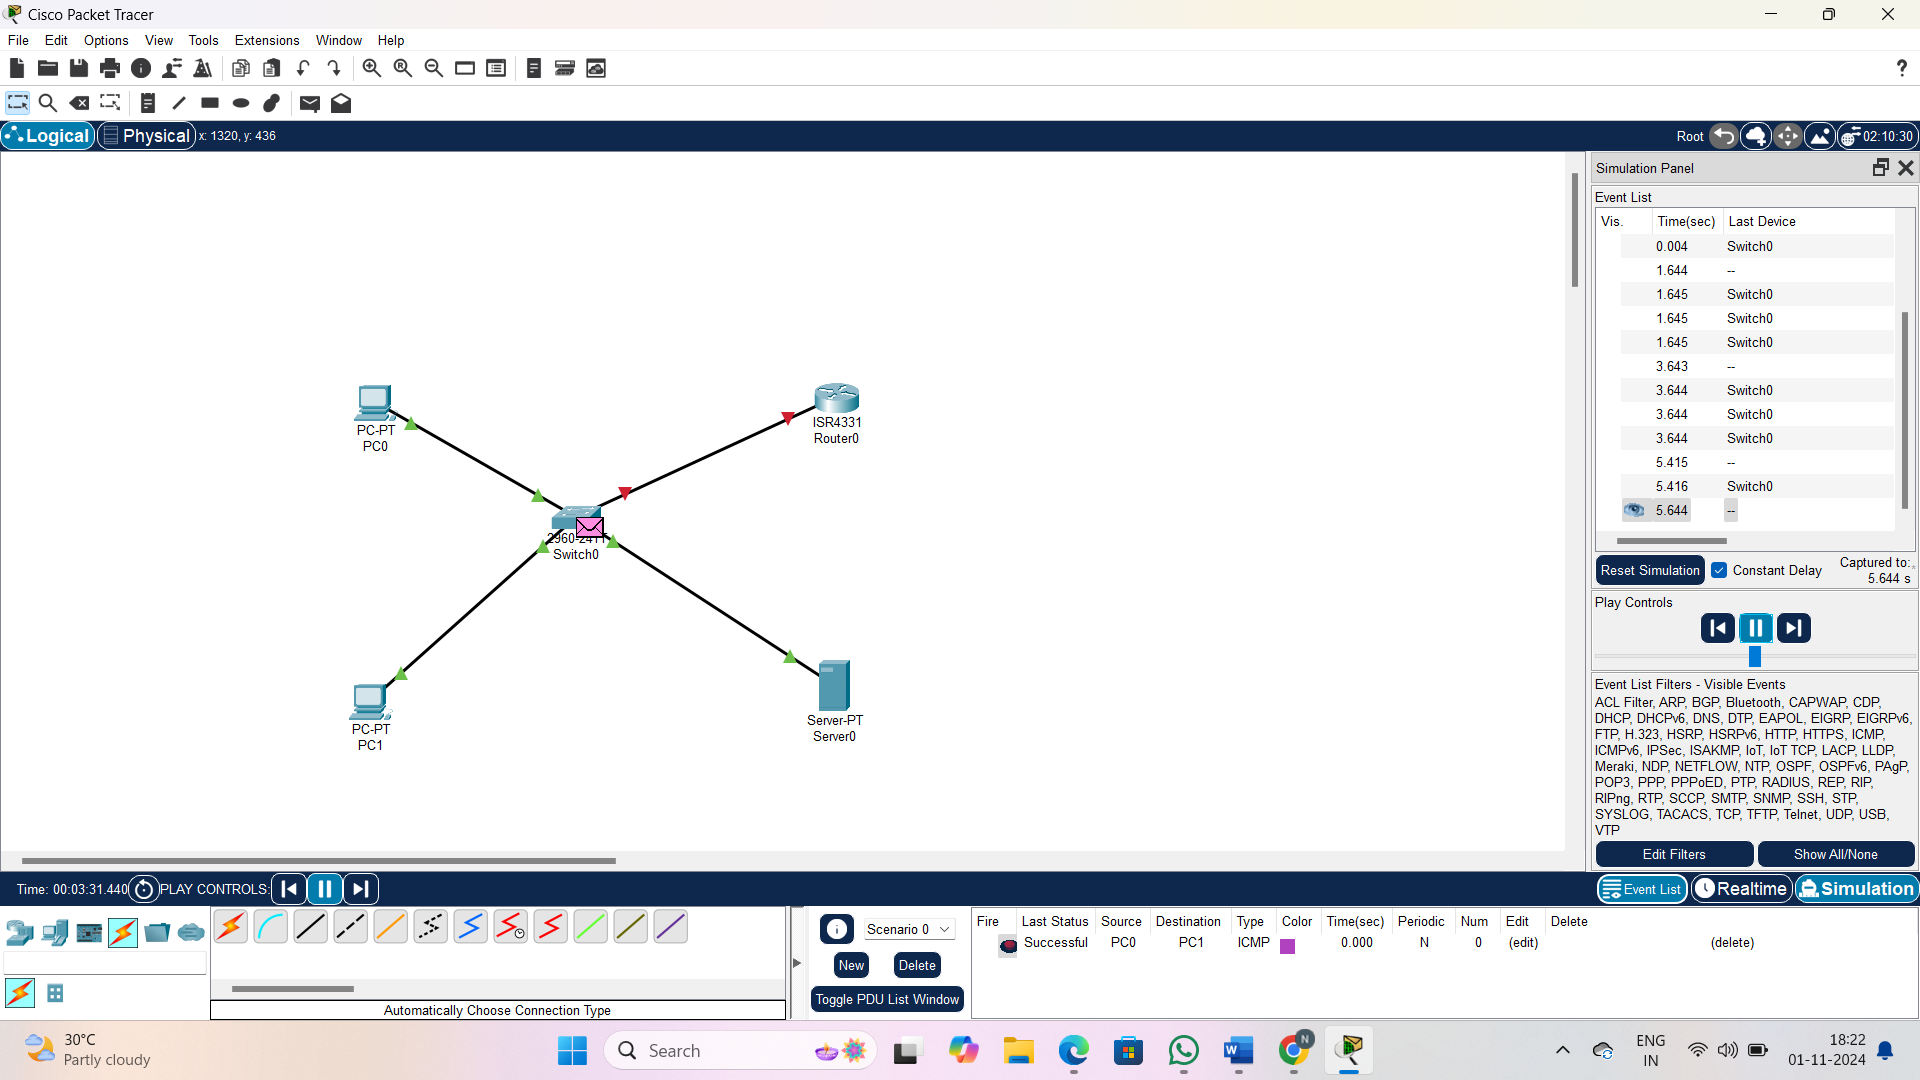 Cisco Packet Tracer
File Edit Options View Tools Extensions Window Help
?
Logical Physical x: 1320, y: 436
Root 02:10:30
Simulation Panel
Event List
Vis. Time(sec) Last Device
0.004 Switch0
1.644 --
1.645 Switch0
1.645 Switch0
1.645 Switch0
3.643 --
3.644 Switch0
3.644 Switch0
3.644 Switch0
5.415 --
5.416 Switch0
5.644 --
Reset Simulation Constant Delay Captured to:
5.644 s
Play Controls
Event List Filters - Visible Events
ACL Filter, ARP, BGP, Bluetooth, CAPWAP, CDP,
DHCP, DHCPv6, DNS, DTP, EAPOL, EIGRP, EIGRPv6,
FTP, H.323, HSRP, HSRPv6, HTTP, HTTPS, ICMP,
ICMPv6, IPSec, ISAKMP, IoT, IoT TCP, LACP, LLDP,
Meraki, NDP, NETFLOW, NTP, OSPF, OSPFv6, PAgP,
POP3, PPP, PPPoED, PTP, RADIUS, REP, RIP,
RIPng, RTP, SCCP, SMTP, SNMP, SSH, STP,
SYSLOG, TACACS, TCP, TFTP, Telnet, UDP, USB,
VTP
Edit Filters Show All/None
PC-PT
PC0
ISR4331
Router0
2960-24TT
Switch0
PC-PT
PC1
Server-PT
Server0
Time: 00:03:31.440 PLAY CONTROLS:
Event List Realtime Simulation
Automatically Choose Connection Type
Scenario 0
New Delete
Toggle PDU List Window
Fire Last Status Source Destination Type Color Time(sec) Periodic Num Edit Delete
Successful PC0 PC1 ICMP 0.000 N 0 (edit) (delete)
30°C
Partly cloudy
Search
N
ENG
IN
18:22
01-11-2024